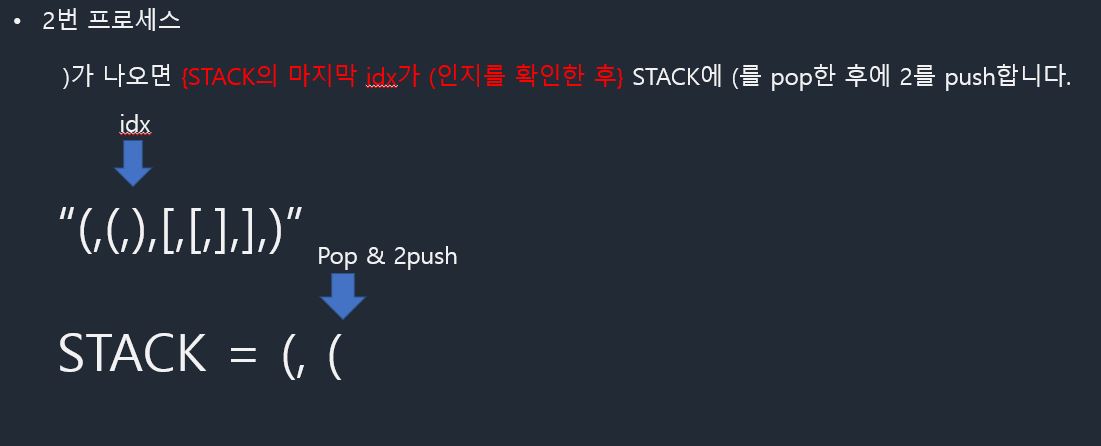 • 2번 프로세스
)가 나오면 {STACK의 마지막 idx가 (인지를 확인한 후} STACK에 (를 pop한 후에 2를 push합니다.
idx
“(,(,),[,[,],],)”
Pop & 2push
STACK = (, (